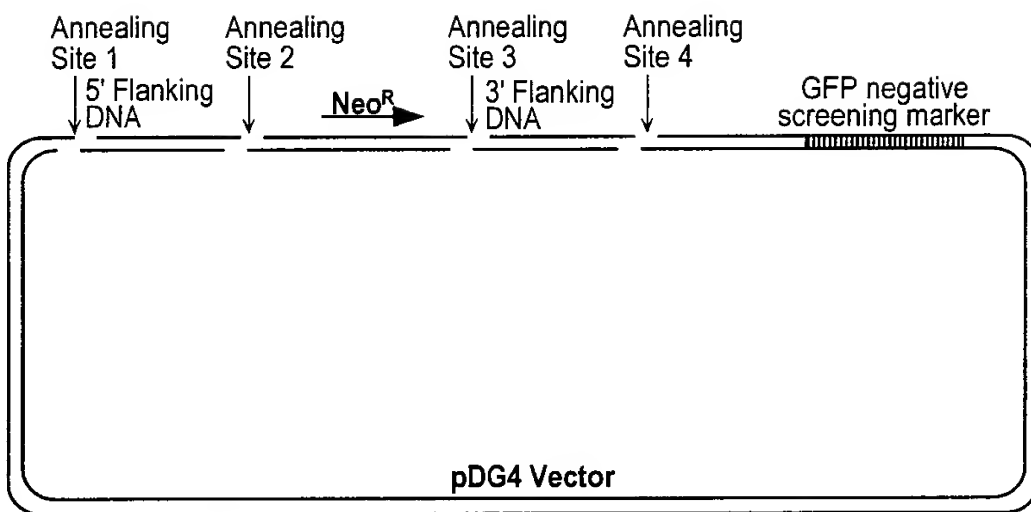 Annealing
Site 1
Annealing
Site 2
Annealing
Site 3
Annealing
Site 4
5' Flanking
DNA
Neo^R
3' Flanking
DNA
GFP negative
screening marker
pDG4 Vector